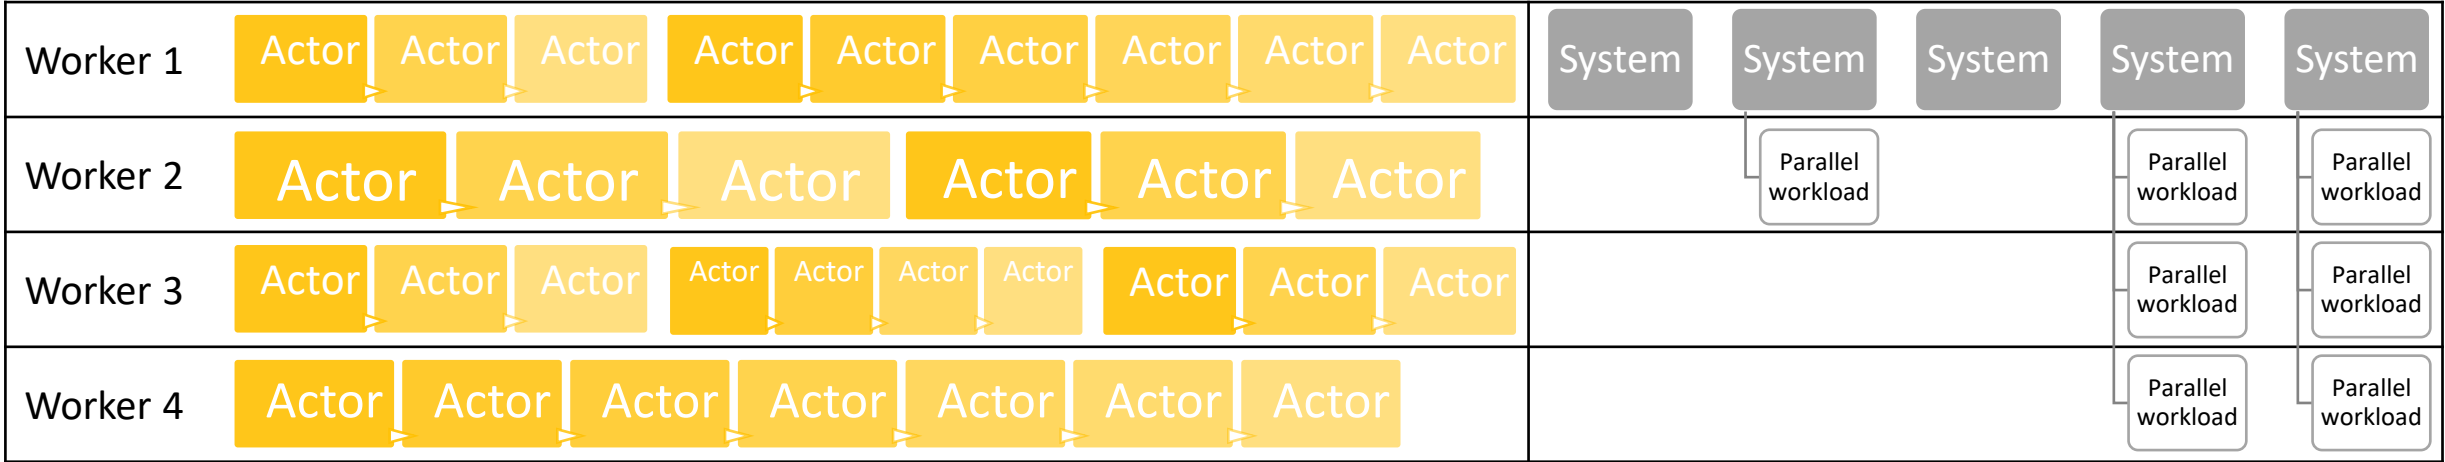 Worker 1 Actor Actor Actor Actor Actor Actor Actor Actor Actor System System System System System
Worker 2 Actor Actor Actor Actor Actor Actor Parallel workload Parallel workload Parallel workload
Worker 3 Actor Actor Actor Actor Actor Actor Actor Actor Actor Actor Parallel workload Parallel workload
Worker 4 Actor Actor Actor Actor Actor Actor Actor Parallel workload Parallel workload